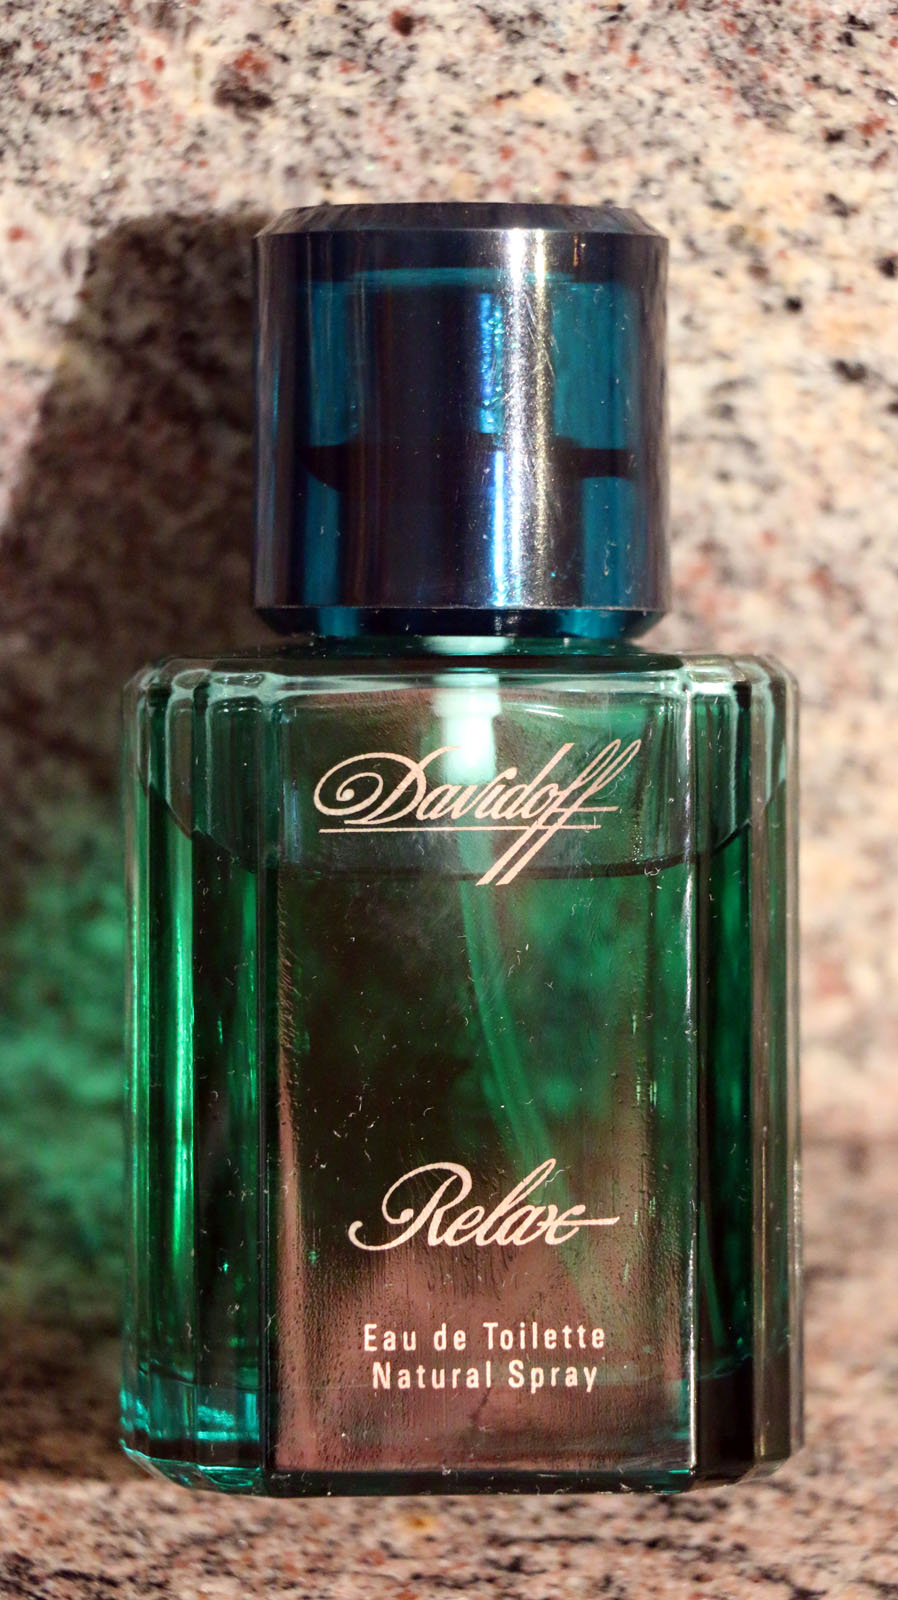 Davidoff
Relax
Eau de Toilette
Natural Spray